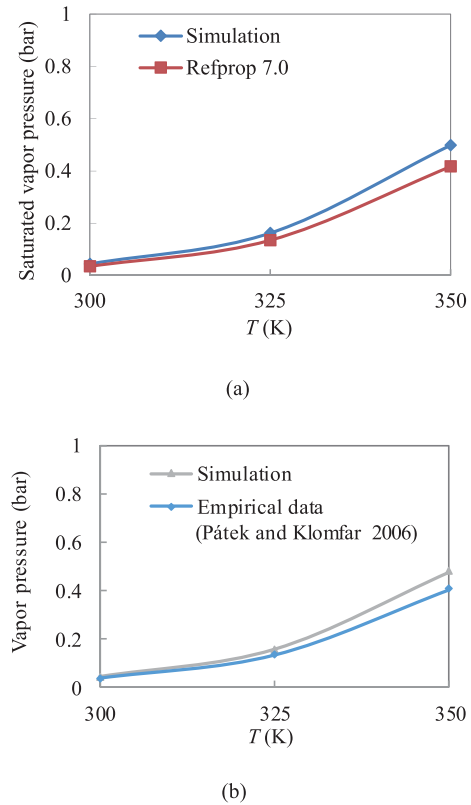 Saturated vapor pressure (bar)
1
0.8
0.6
0.4
0.2
0
Simulation
Refprop 7.0
300
325
350
T (K)
(a)
Vapor pressure (bar)
1
0.8
0.6
0.4
0.2
0
Simulation
Empirical data
(Pátek and Klomfar 2006)
300
325
350
T (K)
(b)